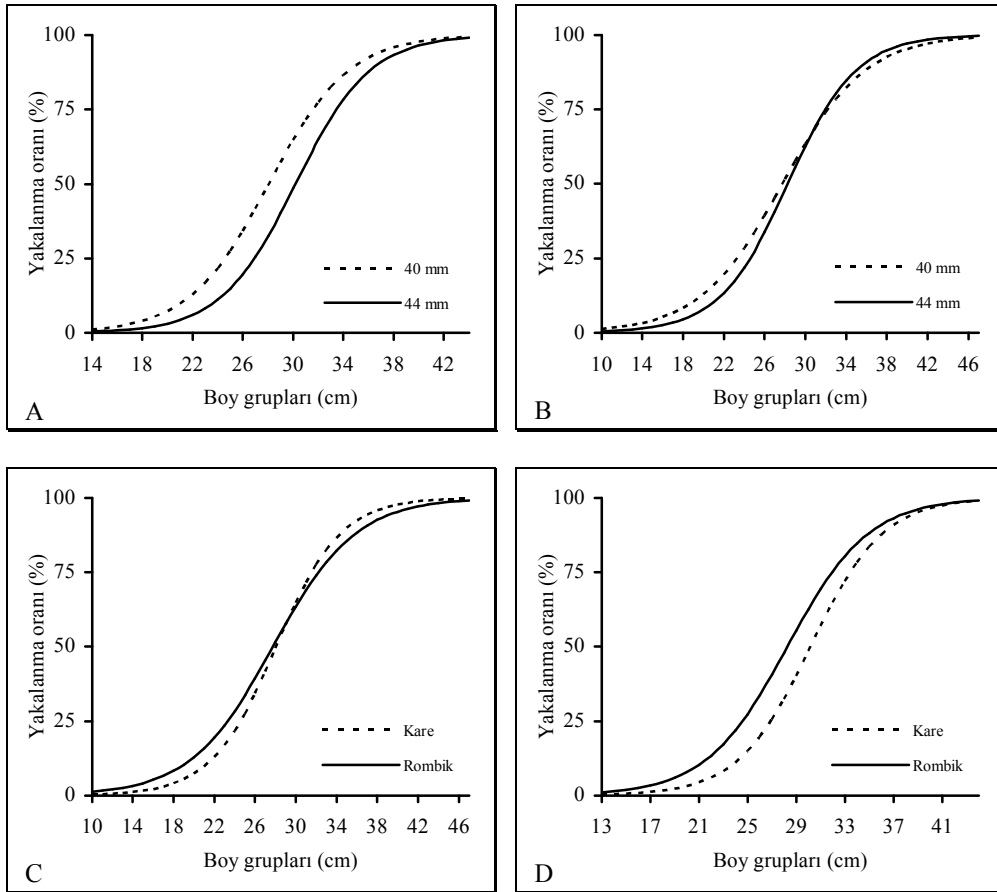 100
75
50
25
0
Yakalanma oranı (%)
40 mm
44 mm
14 18 22 26 30 34 38 42
Boy grupları (cm)
A
100
75
50
25
0
Yakalanma oranı (%)
40 mm
44 mm
10 14 18 22 26 30 34 38 42 46
Boy grupları (cm)
B
100
75
50
25
0
Yakalanma oranı (%)
Kare
Rombik
10 14 18 22 26 30 34 38 42 46
Boy grupları (cm)
C
100
75
50
25
0
Yakalanma oranı (%)
Kare
Rombik
13 17 21 25 29 33 37 41
Boy grupları (cm)
D